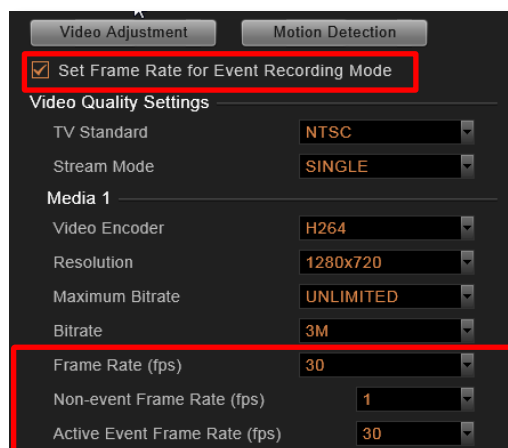 Video Adjustment Motion Detection
Set Frame Rate for Event Recording Mode
Video Quality Settings
TV Standard NTSC
Stream Mode SINGLE
Media 1
Video Encoder H264
Resolution 1280x720
Maximum Bitrate UNLIMITED
Bitrate 3M
Frame Rate (fps) 30
Non-event Frame Rate (fps) 1
Active Event Frame Rate (fps) 30